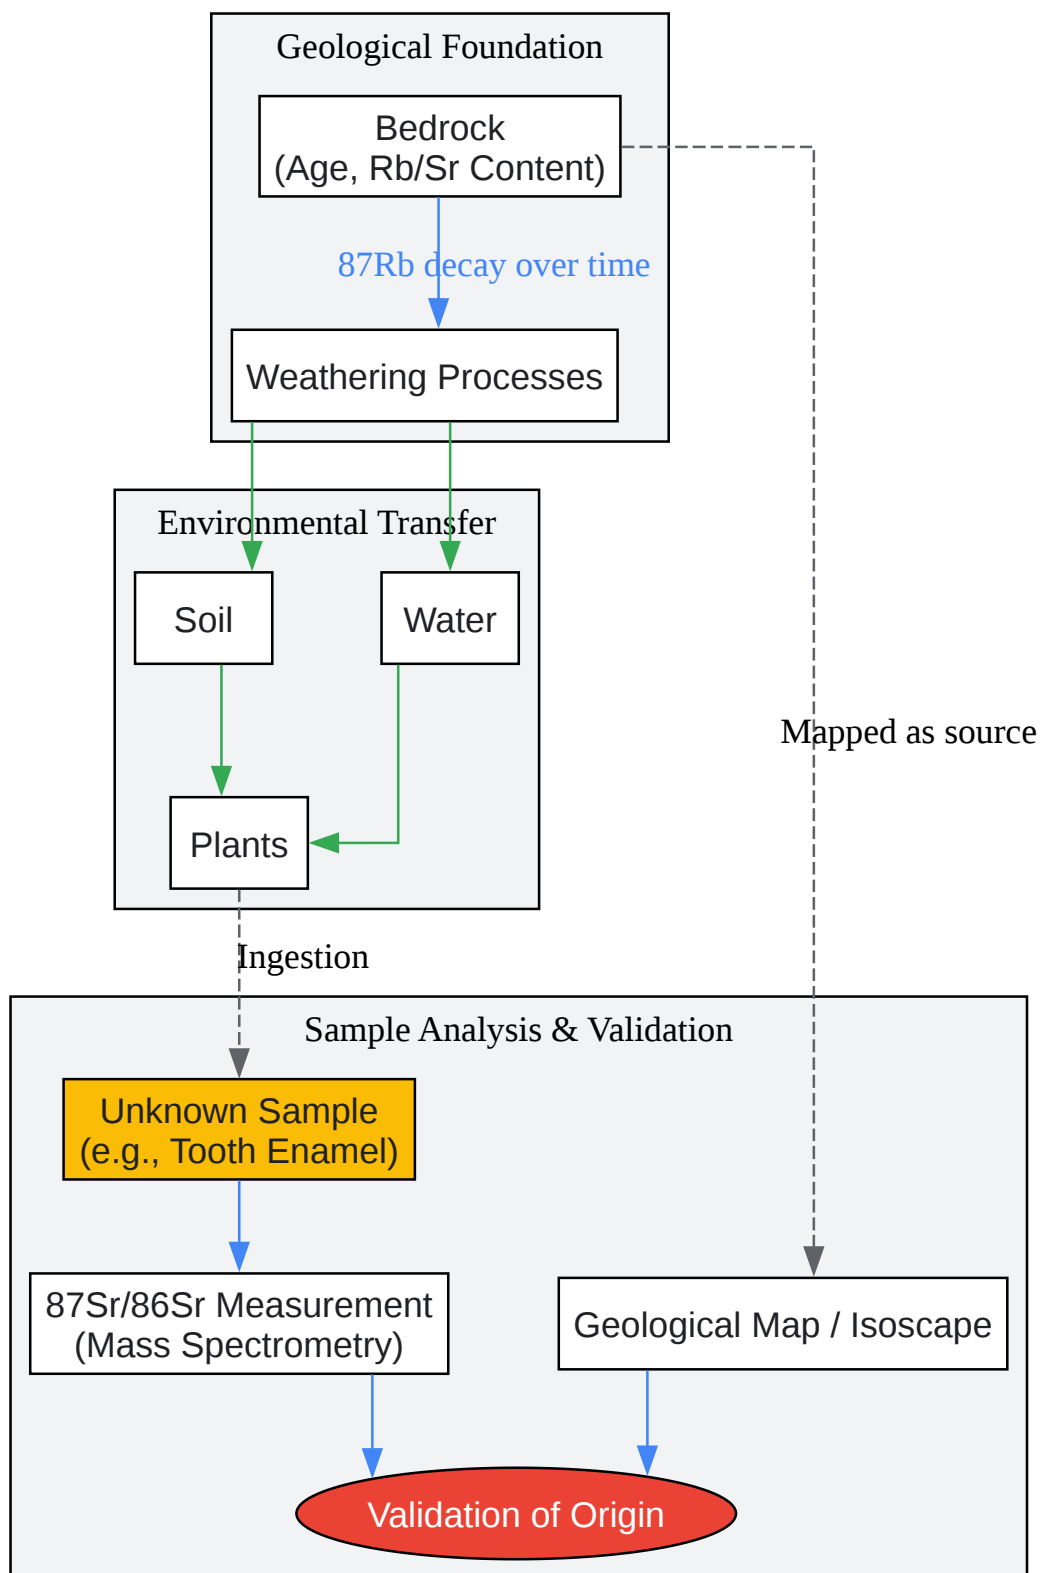 Geological Foundation
Bedrock
(Age, Rb/Sr Content)
87Rb decay over time
Weathering Processes
Environmental Transfer
Soil
Water
Mapped as source
Plants
Ingestion
Sample Analysis & Validation
Unknown Sample
(e.g., Tooth Enamel)
87Sr/86Sr Measurement
(Mass Spectrometry)
Geological Map / Isoscape
Validation of Origin